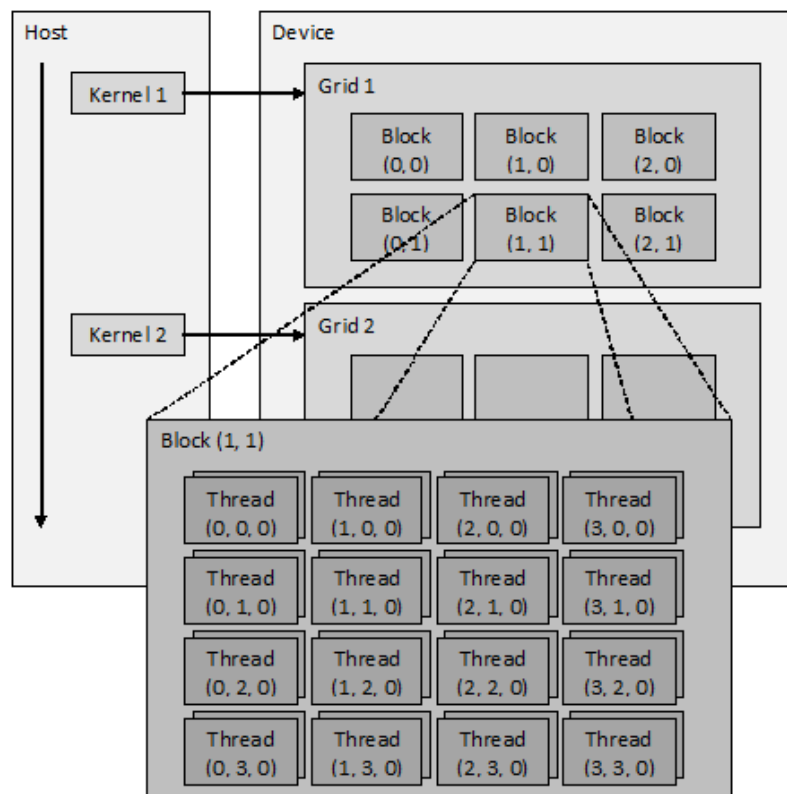 Host
Device
Kernel 1
Grid 1
Block
(0, 0)
Block
(1, 0)
Block
(2, 0)
Block
(0, 1)
Block
(1, 1)
Block
(2, 1)
Kernel 2
Grid 2
Block (1, 1)
Thread
(0, 0, 0)
Thread
(1, 0, 0)
Thread
(2, 0, 0)
Thread
(3, 0, 0)
Thread
(0, 1, 0)
Thread
(1, 1, 0)
Thread
(2, 1, 0)
Thread
(3, 1, 0)
Thread
(0, 2, 0)
Thread
(1, 2, 0)
Thread
(2, 2, 0)
Thread
(3, 2, 0)
Thread
(0, 3, 0)
Thread
(1, 3, 0)
Thread
(2, 3, 0)
Thread
(3, 3, 0)